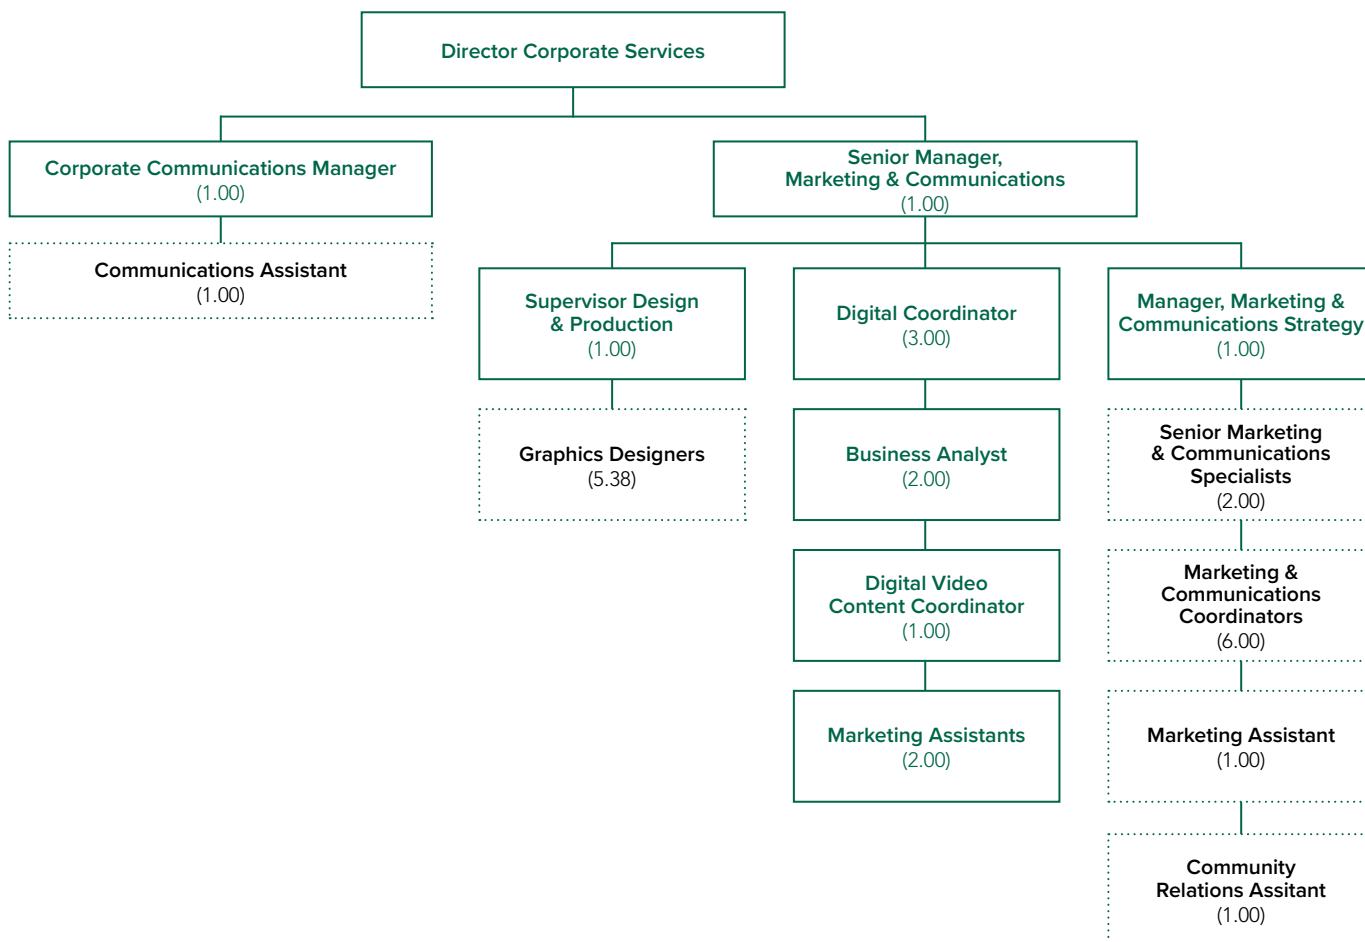 Director Corporate Services
Corporate Communications Manager
(1.00)
Senior Manager,
Marketing & Communications
(1.00)
Communications Assistant
(1.00)
Supervisor Design
& Production
(1.00)
Digital Coordinator
(3.00)
Manager, Marketing &
Communications Strategy
(1.00)
Graphics Designers
(5.38)
Business Analyst
(2.00)
Senior Marketing
& Communications
Specialists
(2.00)
Digital Video
Content Coordinator
(1.00)
Marketing &
Communications
Coordinators
(6.00)
Marketing Assistants
(2.00)
Marketing Assistant
(1.00)
Community
Relations Assitant
(1.00)